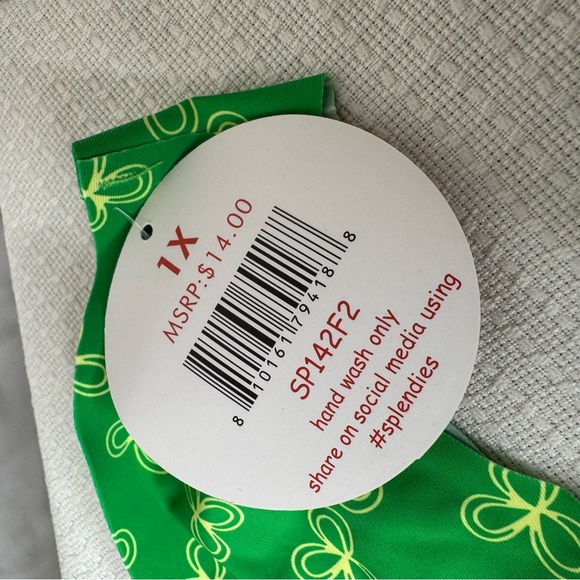 1X
MSRP:$14.00
8 10161 79418 8
SP142F2
hand wash only
share on social media using
#splendies